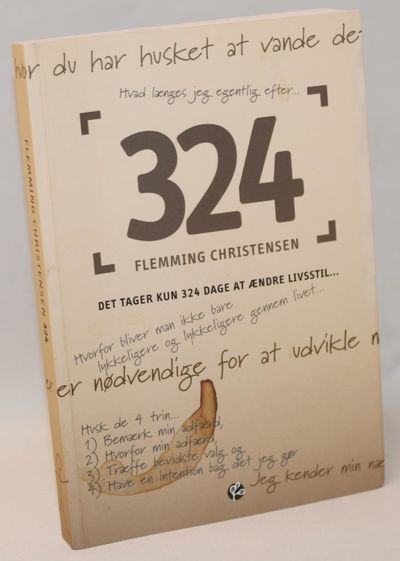 hor du har husket at vande de-
Hvad længes jeg egentlig efter...
324
FLEMMING CHRISTENSEN
DET TAGER KUN 324 DAGE AT ÆNDRE LIVSSTIL...
Hvorfor bliver man ikke bare
lykkeligere og lykkeligere gennem livet...
er nødvendige for at udvikle n
Husk de 4 trin...
1) Bemærk min adfærd,
2) Hvorfor min adfærd,
3) Træffe bevidste valg og
4) Have en intention bag det jeg gør
Jeg kender min næ
FLEMMING CHRISTENSEN 324